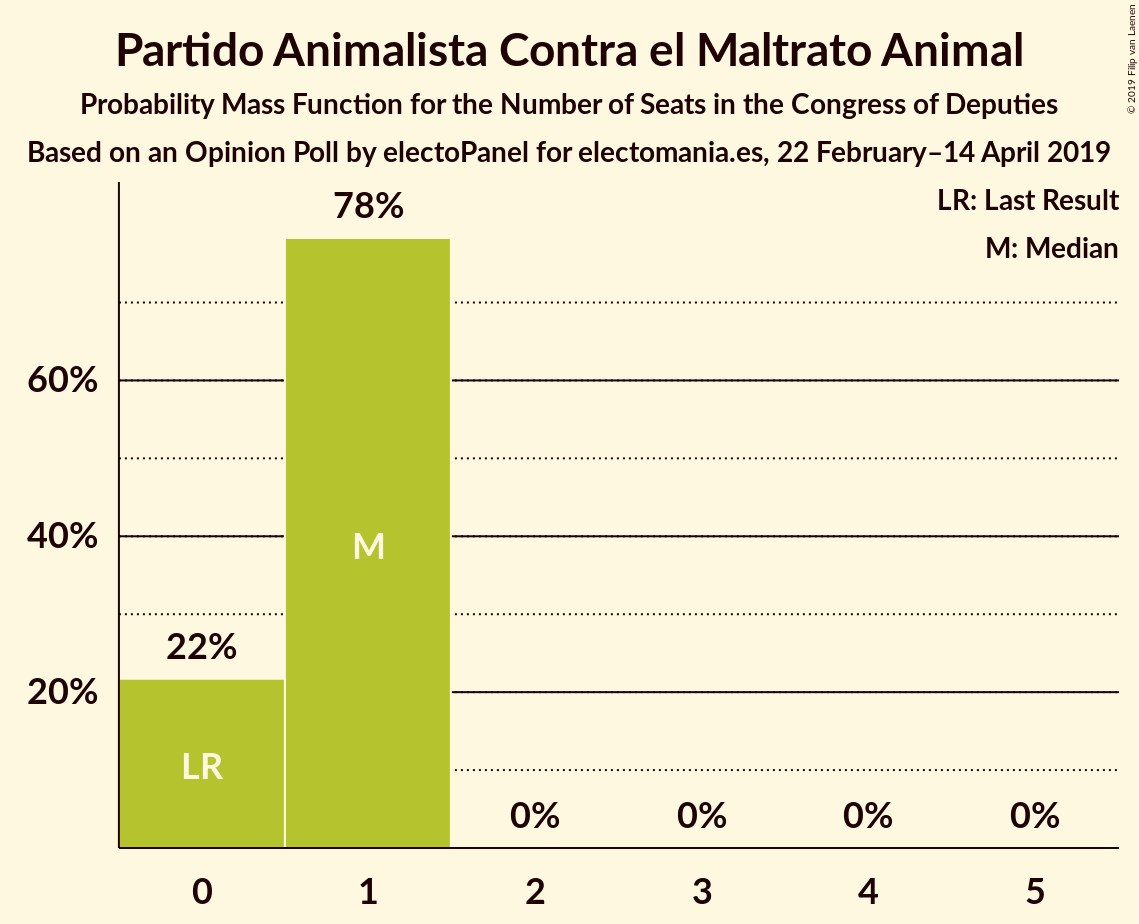 Partido Animalista Contra el Maltrato Animal
Probability Mass Function for the Number of Seats in the Congress of Deputies
Based on an Opinion Poll by electoPanel for electomania.es, 22 February–14 April 2019
© 2019 Filip van Laenen
LR: Last Result
M: Median
78%
60%
40%
M
22%
20%
LR
0% 0% 0% 0%
0 1 2 3 4 5